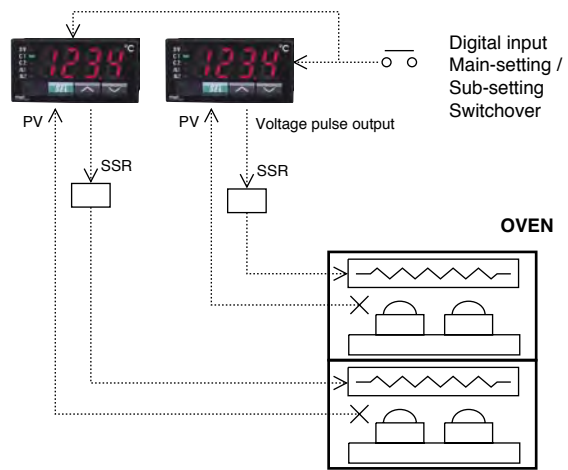 °C
1234
SEL
°C
1234
SEL
Digital input
Main-setting /
Sub-setting
Switchover
PV
PV
Voltage pulse output
SSR
SSR
OVEN